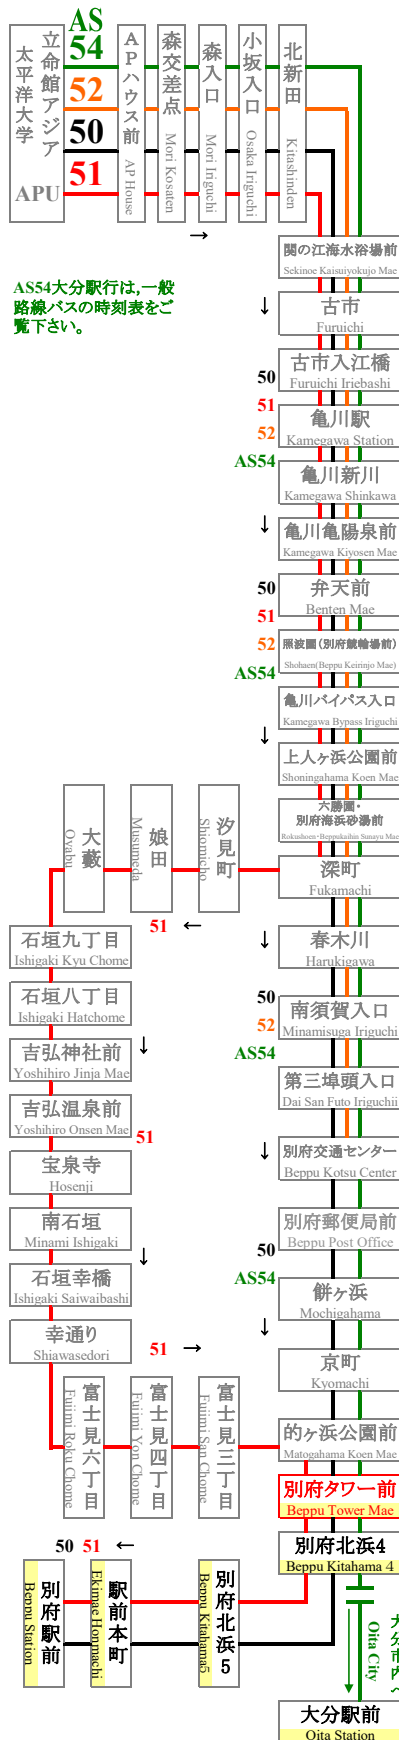 AS
54
52
50
51
立命館アジア
太平洋大学
APU
APハウス前
AP House
森交差点
Mori Kosaten
森入口
Mori Iriguchi
小坂入口
Osaka Iriguchi
北新田
Kitashinden
→
関の江海水浴場前
Sekinoe Kaisuiyokujo Mae
AS54大分駅行は,一般
路線バスの時刻表をご
覧下さい。
↓
古市
Furuichi
古市入江橋
Furuichi Iriebashi
50
51
52
AS54
亀川駅
Kamegawa Station
亀川新川
Kamegawa Shinkawa
↓
亀川亀陽泉前
Kamegawa Kiyosen Mae
弁天前
Benten Mae
50
51
52
AS54
照波園(別府競輪場前)
Shohaen(Beppu Keirinjo Mae)
亀川バイパス入口
Kamegawa Bypass Iriguchi
↓
上人ヶ浜公園前
Shoningahama Koen Mae
六勝園・
別府海浜砂湯前
Rokushoen・Beppukaihin Sunayu Mae
深町
Fukamachi
汐見町
Shiomicho
娘田
Musumeda
大藪
Oyabu
51 ←
石垣九丁目
Ishigaki Kyu Chome
石垣八丁目
Ishigaki Hatchome
吉弘神社前
Yoshihiro Jinja Mae
↓
吉弘温泉前
Yoshihiro Onsen Mae
51
宝泉寺
Hosenji
南石垣
Minami Ishigaki
↓
石垣幸橋
Ishigaki Saiwaibashi
幸通り
Shiawasedori
51 →
富士見六丁目
Fujimi Roku Chome
富士見四丁目
Fujimi Yon Chome
富士見三丁目
Fujimi San Chome
↓
春木川
Harukigawa
50
52
AS54
南須賀入口
Minamisuga Iriguchi
第三埠頭入口
Dai San Futo Iriguchii
↓
別府交通センター
Beppu Kotsu Center
別府郵便局前
Beppu Post Office
50
AS54
餅ヶ浜
Mochigahama
↓
京町
Kyomachi
的ヶ浜公園前
Matogahama Koen Mae
別府タワー前
Beppu Tower Mae
別府北浜4
Beppu Kitahama 4
50 51 ←
別府北浜5
Beppu Kitahama5
駅前本町
Ekimae Honmachi
別府駅前
Beppu Station
大分市内へ
Oita City
↓
大分駅前
Oita Station